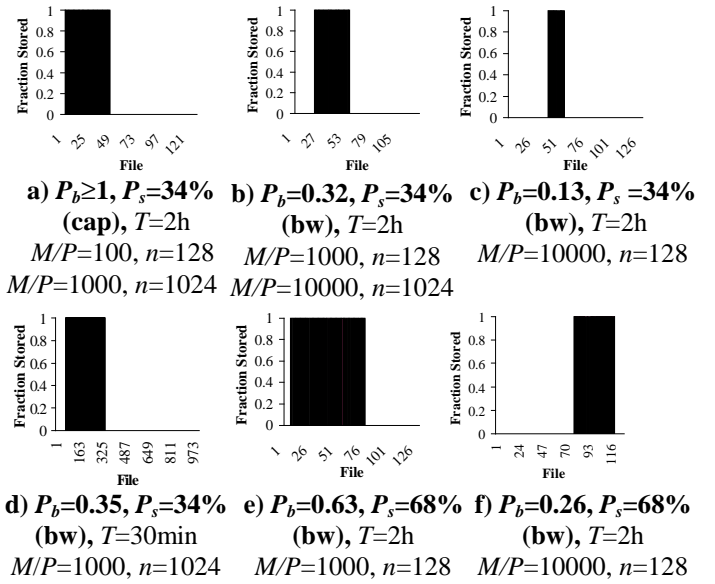 Fraction Stored
1
0.8
0.6
0.4
0.2
0
1 25 49 73 97 121
File
a) Pb≥1, Ps=34%
(cap), T=2h
M/P=100, n=128
M/P=1000, n=1024
Fraction Stored
1
0.8
0.6
0.4
0.2
0
1 27 53 79 105
File
b) Pb=0.32, Ps=34%
(bw), T=2h
M/P=1000, n=128
M/P=10000, n=1024
Fraction Stored
1
0.8
0.6
0.4
0.2
0
1 26 51 76 101 126
File
c) Pb=0.13, Ps =34%
(bw), T=2h
M/P=10000, n=128
Fraction Stored
1
0.8
0.6
0.4
0.2
0
1 163 325 487 649 811 973
File
d) Pb=0.35, Ps=34%
(bw), T=30min
M/P=1000, n=1024
Fraction Stored
1
0.8
0.6
0.4
0.2
0
1 26 51 76 101 126
File
e) Pb=0.63, Ps=68%
(bw), T=2h
M/P=1000, n=128
Fraction Stored
1
0.8
0.6
0.4
0.2
0
1 24 47 70 93 116
File
f) Pb=0.26, Ps=68%
(bw), T=2h
M/P=10000, n=128